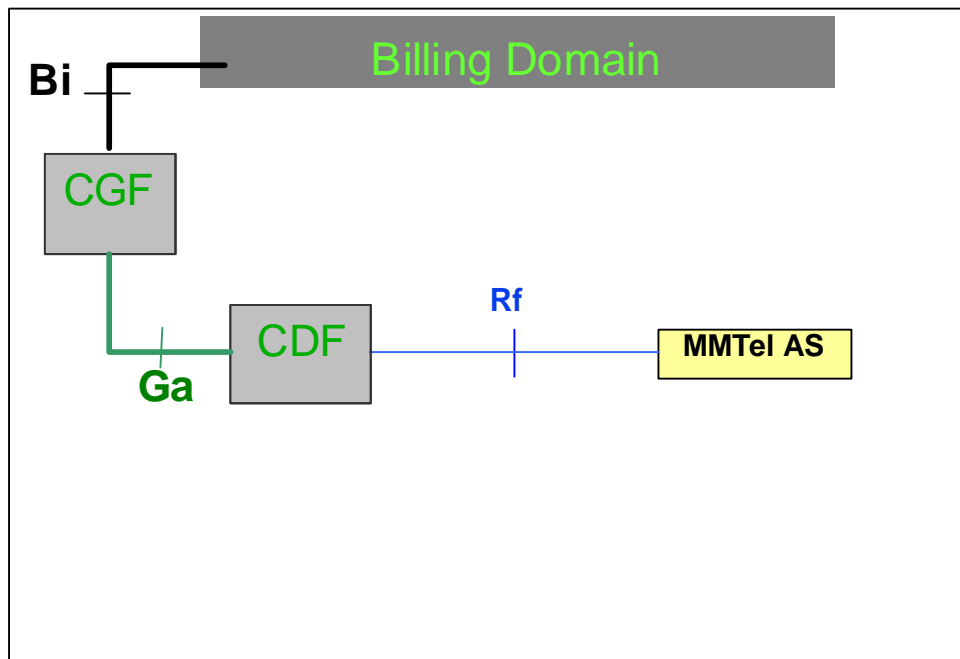 Billing Domain
Bi
CGF
Rf
CDF
MMTel AS
Ga